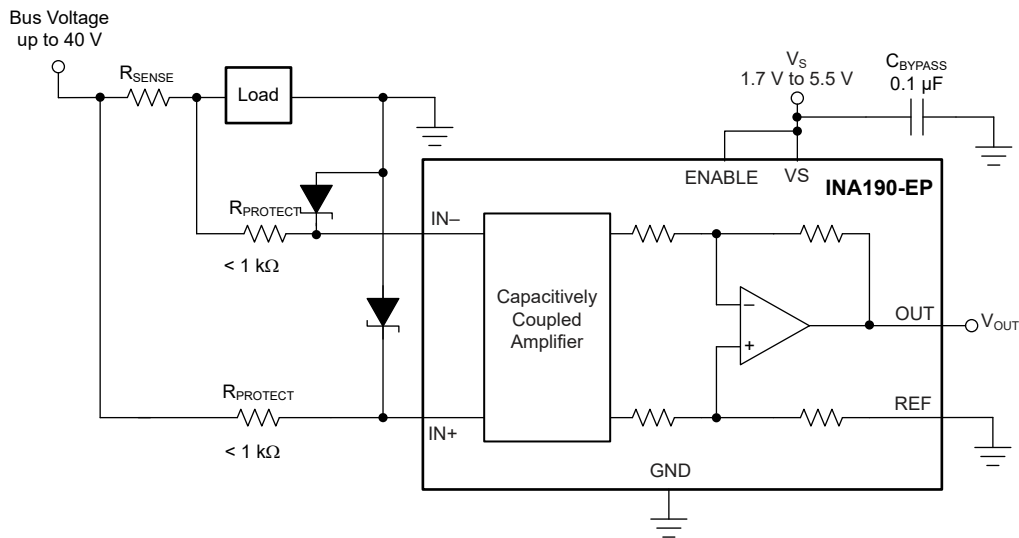 Bus Voltage
up to 40 V
RSENSE
Load
VS
1.7 V to 5.5 V
CBYPASS
0.1 µF
ENABLE
VS
INA190-EP
RPROTECT
< 1 kΩ
IN–
Capacitively
Coupled
Amplifier
–
+
OUT
VOUT
RPROTECT
< 1 kΩ
IN+
REF
GND